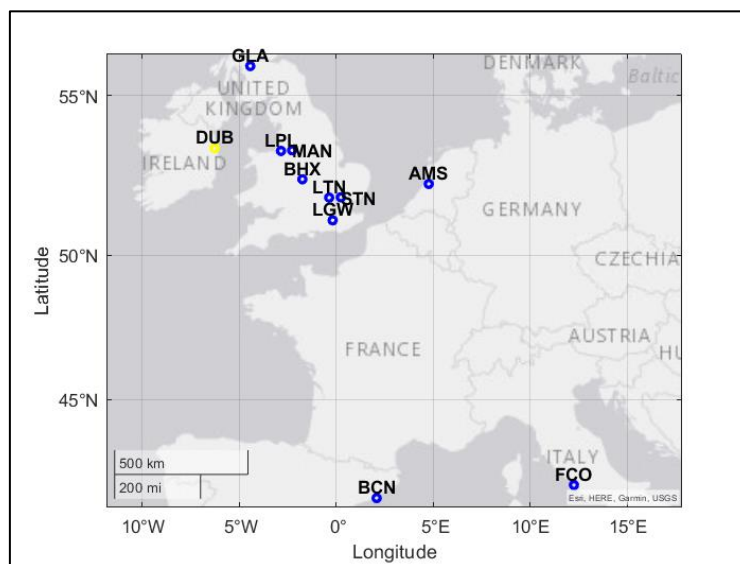 GLA
DENMARK
Baltic
55°N
UNITED
KINGDOM
DUB
LPL
MAN
IRELAND
BHX
AMS
LTN
STN
LGW
GERMANY
50°N
CZECHIA
Latitude
AUSTRIA
FRANCE
HU
45°N
500 km
200 mi
ITALY
FCO
BCN
Esri, HERE, Garmin, USGS
10°W
5°W
0°
5°E
10°E
15°E
Longitude